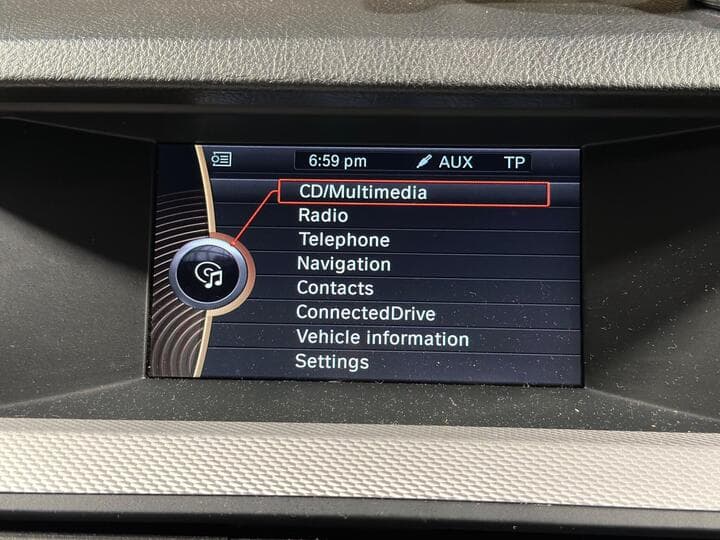 6:59 pm AUX TP
CD/Multimedia
Radio
Telephone
Navigation
Contacts
ConnectedDrive
Vehicle information
Settings